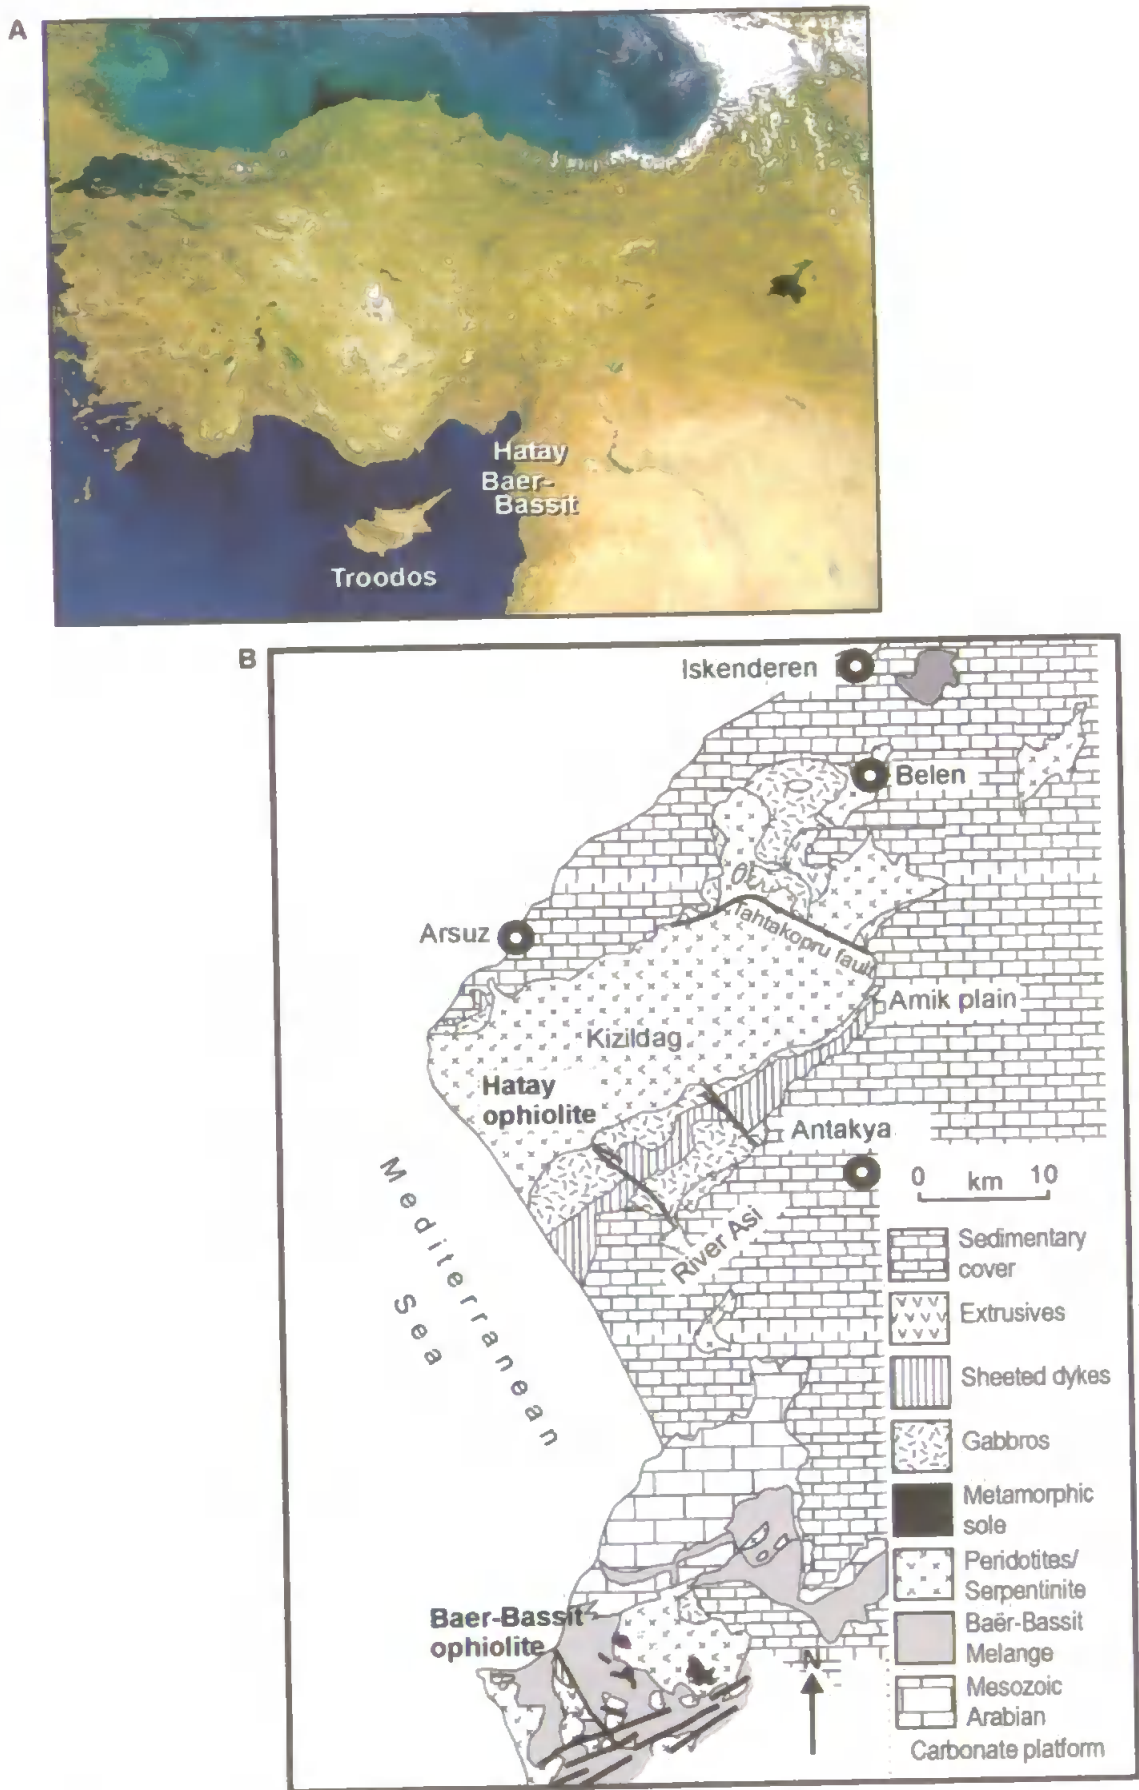 A
Hatay
Baer-
Bassit
Troodos
B
Iskenderen
Belen
Arsuz
Tahtakopru fault
Amik plain
Kizildag
Hatay
ophiolite
Antakya
0 km 10
Mediterranean
Sea
River Asi
Sedimentary
cover
Extrusives
Sheeted dykes
Gabbros
Metamorphic
sole
Peridotites/
Serpentinite
Baer-Bassit
ophiolite
Baër-Bassit
Melange
N
Mesozoic
Arabian
Carbonate platform